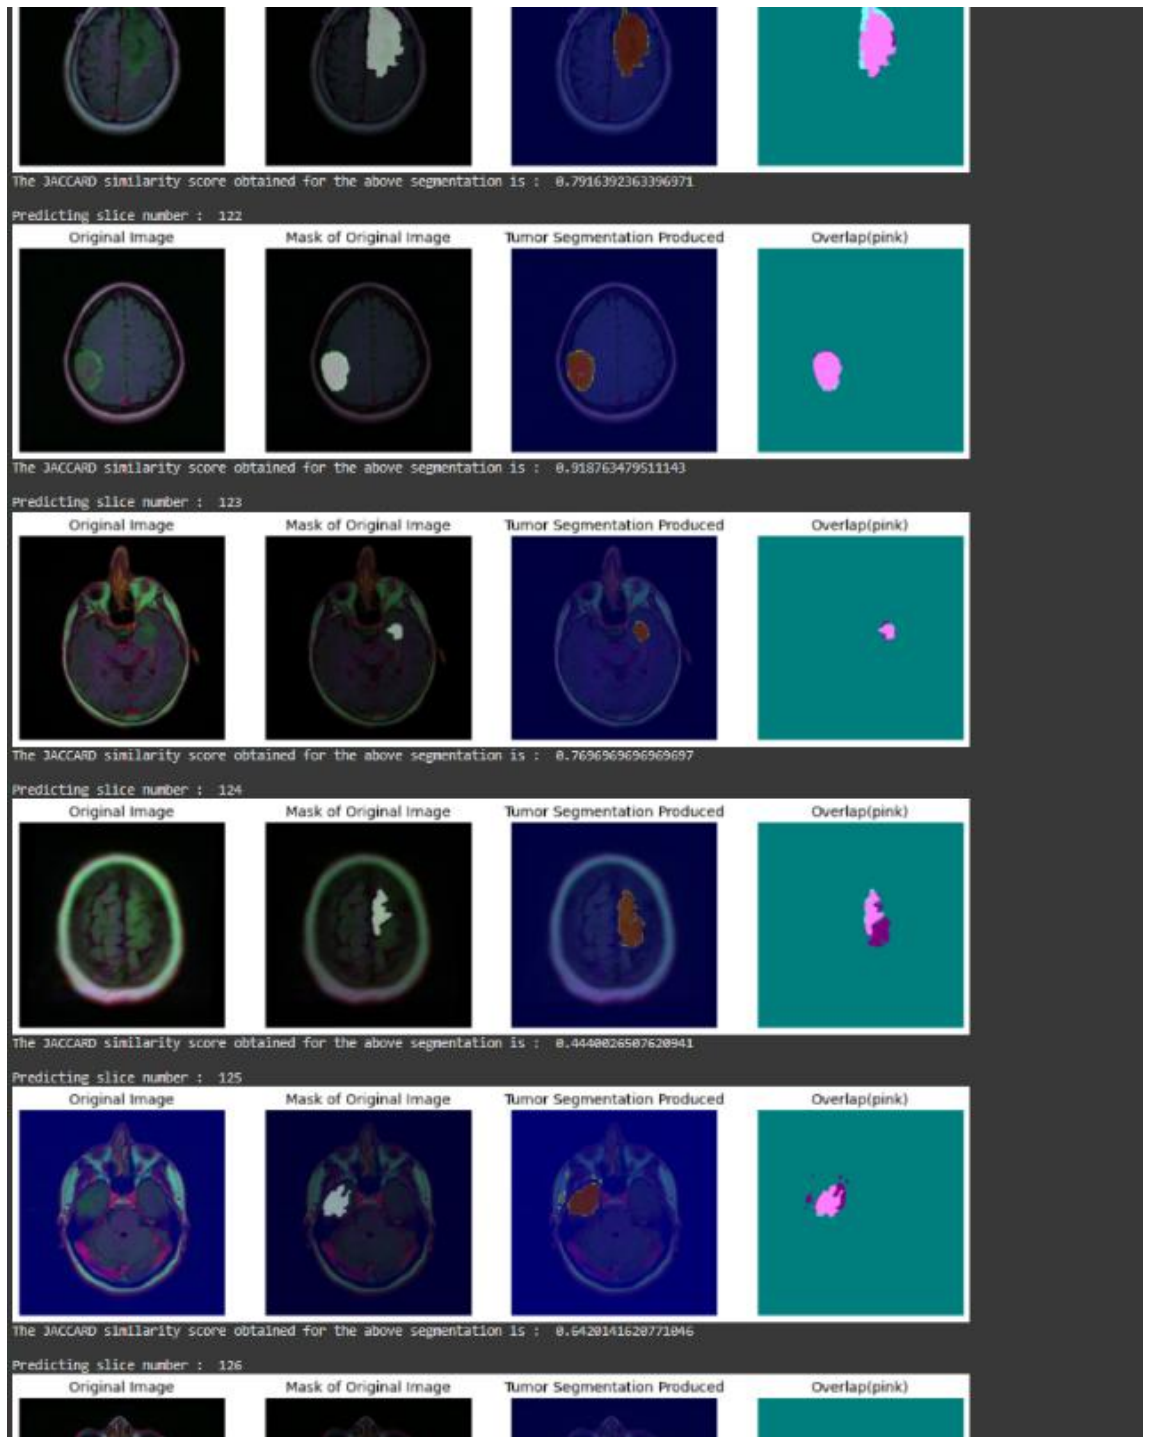 The JACCARD similarity score obtained for the above segmentation is :  0.7916392363396971
Predicting slice number :  122
Original Image Mask of Original Image Tumor Segmentation Produced Overlap(pink)
The JACCARD similarity score obtained for the above segmentation is :  0.918763479511143
Predicting slice number :  123
Original Image Mask of Original Image Tumor Segmentation Produced Overlap(pink)
The JACCARD similarity score obtained for the above segmentation is :  0.7696969696969697
Predicting slice number :  124
Original Image Mask of Original Image Tumor Segmentation Produced Overlap(pink)
The JACCARD similarity score obtained for the above segmentation is :  0.4440026507620941
Predicting slice number :  125
Original Image Mask of Original Image Tumor Segmentation Produced Overlap(pink)
The JACCARD similarity score obtained for the above segmentation is :  0.6420141620771046
Predicting slice number :  126
Original Image Mask of Original Image Tumor Segmentation Produced Overlap(pink)